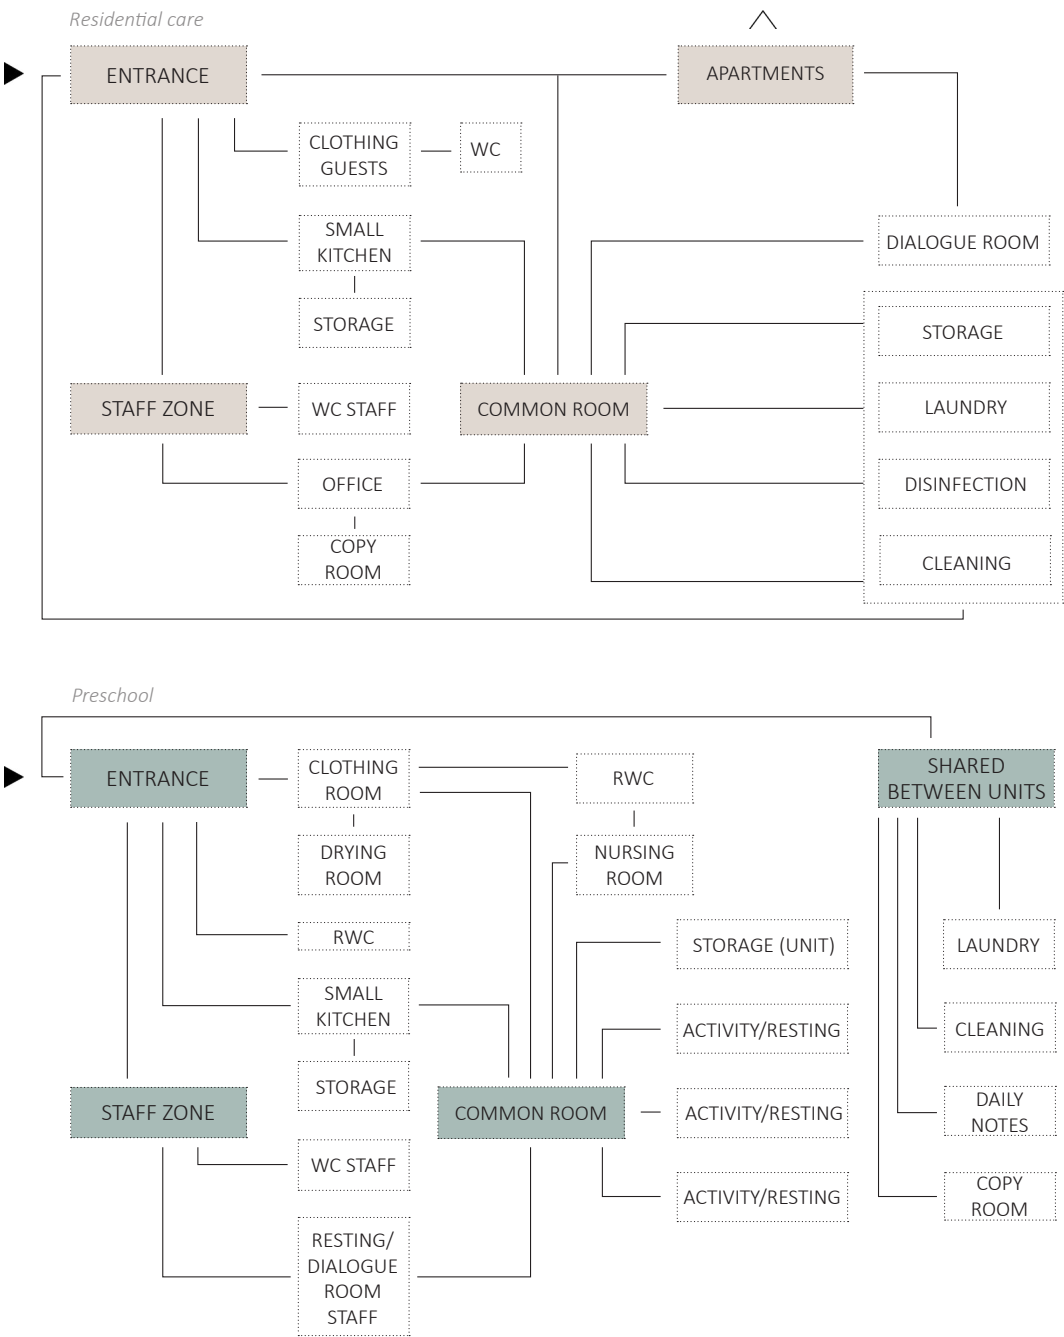 Residential care
ENTRANCE
APARTMENTS
CLOTHING
GUESTS
WC
SMALL
KITCHEN
DIALOGUE ROOM
STORAGE
STORAGE
STAFF ZONE
WC STAFF
COMMON ROOM
LAUNDRY
OFFICE
DISINFECTION
COPY
ROOM
CLEANING
Preschool
ENTRANCE
CLOTHING
ROOM
RWC
SHARED
BETWEEN UNITS
DRYING
ROOM
NURSING
ROOM
RWC
STORAGE (UNIT)
LAUNDRY
SMALL
KITCHEN
ACTIVITY/RESTING
CLEANING
STORAGE
STAFF ZONE
COMMON ROOM
ACTIVITY/RESTING
DAILY
NOTES
WC STAFF
ACTIVITY/RESTING
COPY
ROOM
RESTING/
DIALOGUE
ROOM
STAFF